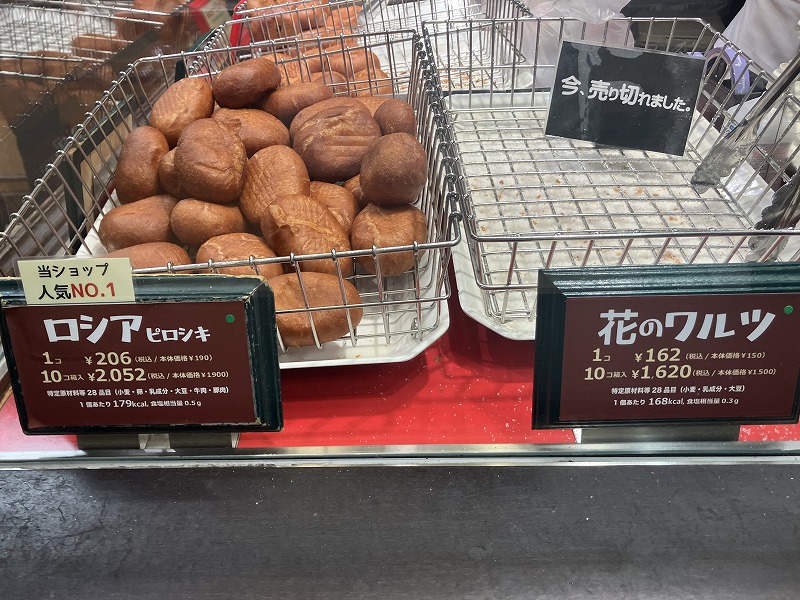 今、売り切れました。
当ショップ
人気NO.1
ロシア ピロシキ
1コ ¥206 (税込 / 本体価格¥190)
10コ箱入 ¥2,052 (税込 / 本体価格¥1900)
特定原材料等28品目 (小麦・卵・乳成分・大豆・牛肉・豚肉)
1個あたり 179kcal, 食塩相当量 0.5g
花のワルツ
1コ ¥162 (税込 / 本体価格¥150)
10コ箱入 ¥1,620 (税込 / 本体価格¥1500)
特定原材料等28品目 (小麦・乳成分・大豆)
1個あたり 168kcal, 食塩相当量 0.3g